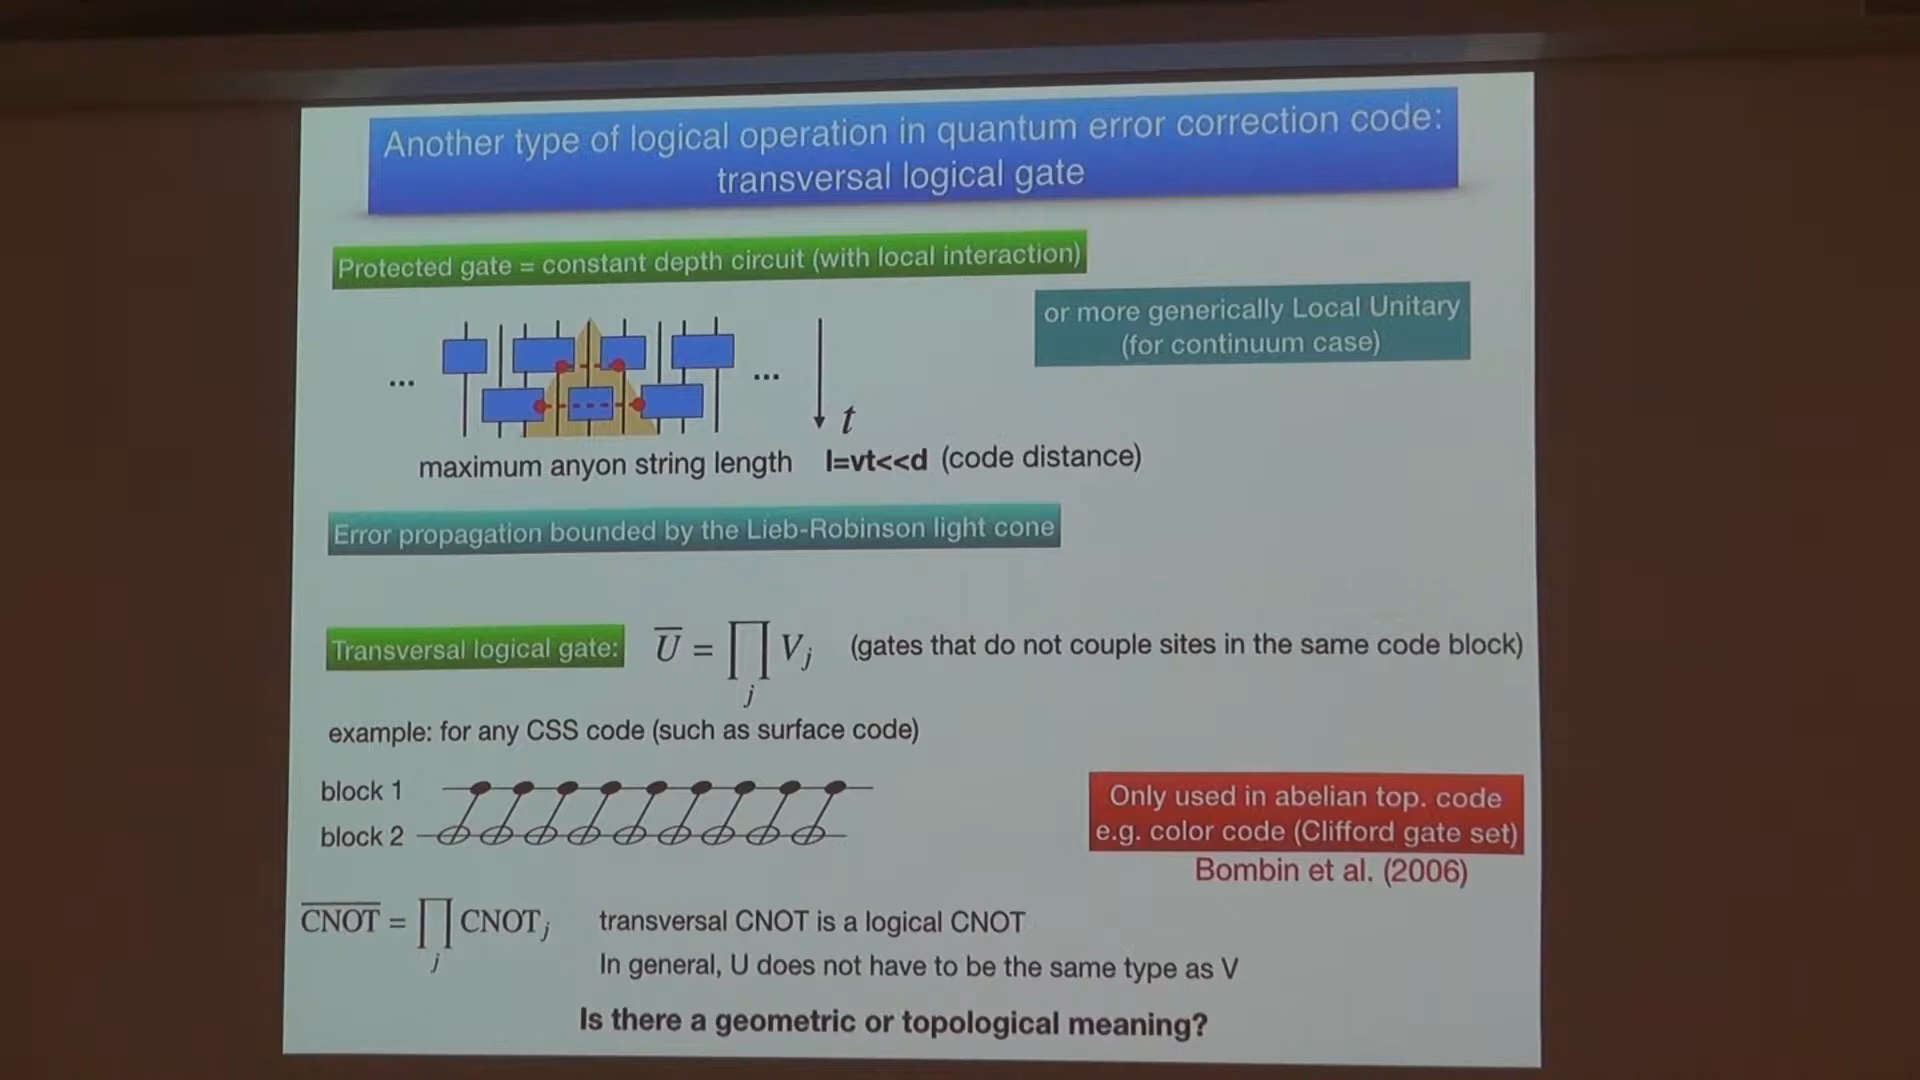 Another type of logical operation in quantum error correction code:
transversal logical gate
Protected gate = constant depth circuit (with local interaction)
or more generically Local Unitary
(for continuum case)
... ...
t
maximum anyon string length l=vt<<d (code distance)
Error propagation bounded by the Lieb-Robinson light cone
Transversal logical gate: U̅ = ∏_j V_j (gates that do not couple sites in the same code block)
example: for any CSS code (such as surface code)
block 1
block 2
Only used in abelian top. code
e.g. color code (Clifford gate set)
Bombin et al. (2006)
C̅N̅O̅T̅ = ∏_j CNOT_j transversal CNOT is a logical CNOT
In general, U does not have to be the same type as V
Is there a geometric or topological meaning?